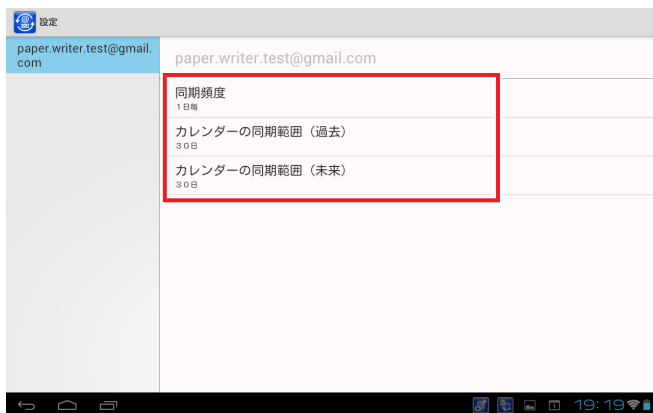 設定
paper.writer.test@gmail.
com
paper.writer.test@gmail.com
同期頻度
1日毎
カレンダーの同期範囲（過去）
30日
カレンダーの同期範囲（未来）
30日
19:19